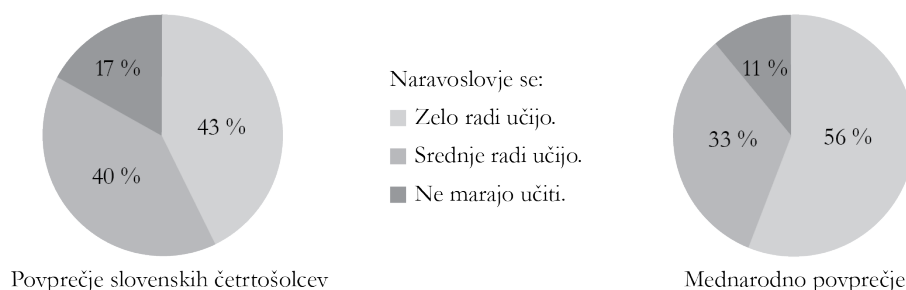 17 %
43 %
40 %
Povprečje slovenskih četrtošolcev
Naravoslovje se:
Zelo radi učijo.
Srednje radi učijo.
Ne marajo učiti.
11 %
33 %
56 %
Mednarodno povprečje